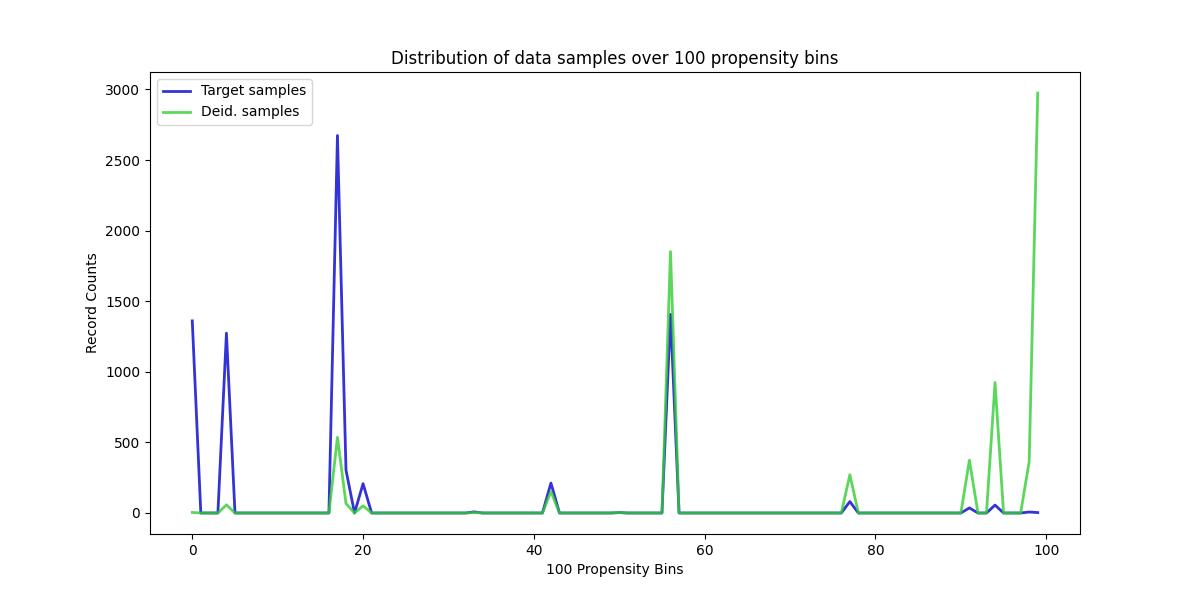 Distribution of data samples over 100 propensity bins
Target samples
Deid. samples
Record Counts
3000
2500
2000
1500
1000
500
0
0 20 40 60 80 100
100 Propensity Bins